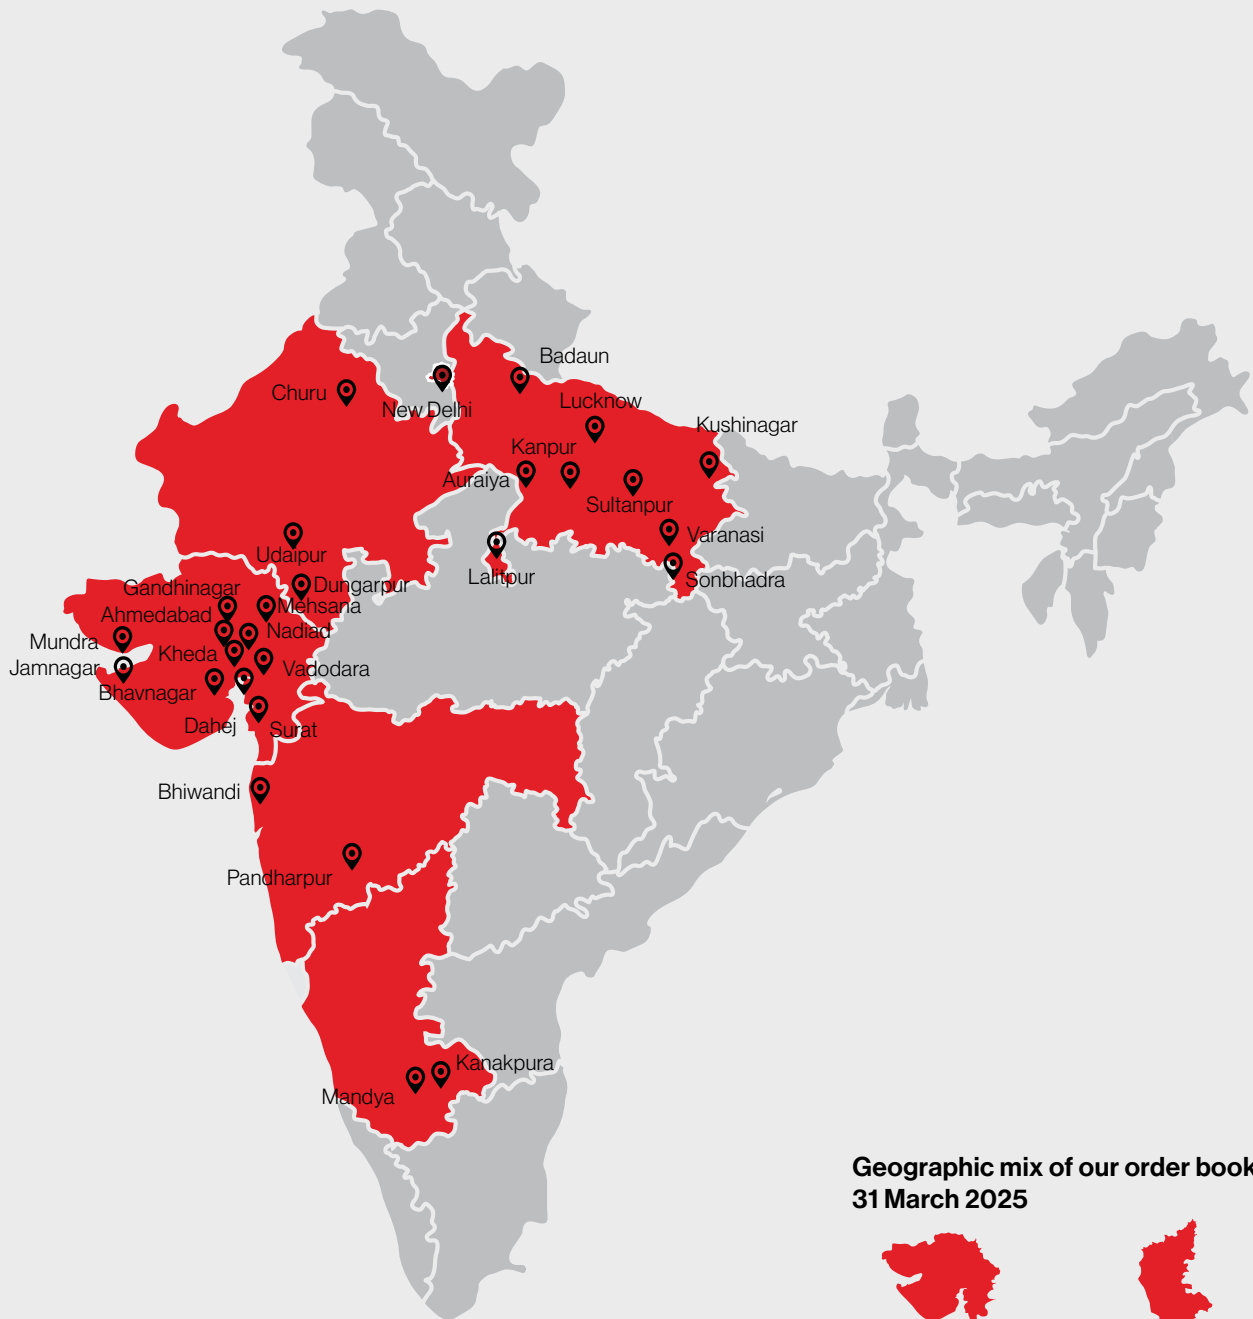 Badaun
Churu
New Delhi
Lucknow
Kushinagar
Kanpur
Auraiya
Sultanpur
Varanasi
Udaipur
Lalitpur
Sonbhadra
Dungarpur
Gandhinagar
Mehsana
Ahmedabad
Nadiad
Mundra
Kheda
Jamnagar
Vadodara
Bhavnagar
Dahej
Surat
Bhiwandi
Pandharpur
Kanakpura
Mandya
Geographic mix of our order book
31 March 2025